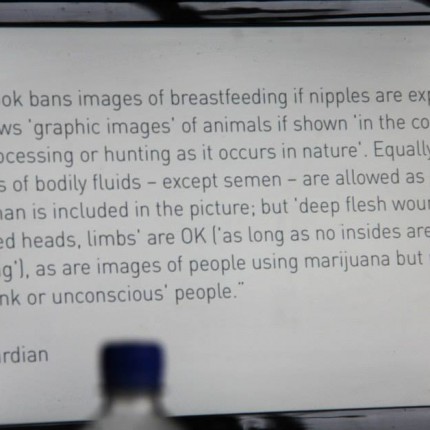 ok bans images of breastfeeding if nipples are exp
ws 'graphic images' of animals if shown 'in the co
ocessing or hunting as it occurs in nature'. Equally
s of bodily fluids – except semen – are allowed as
an is included in the picture; but 'deep flesh wour
ed heads, limbs' are OK ('as long as no insides are
g'), as are images of people using marijuana but
nk or unconscious' people."
rdian